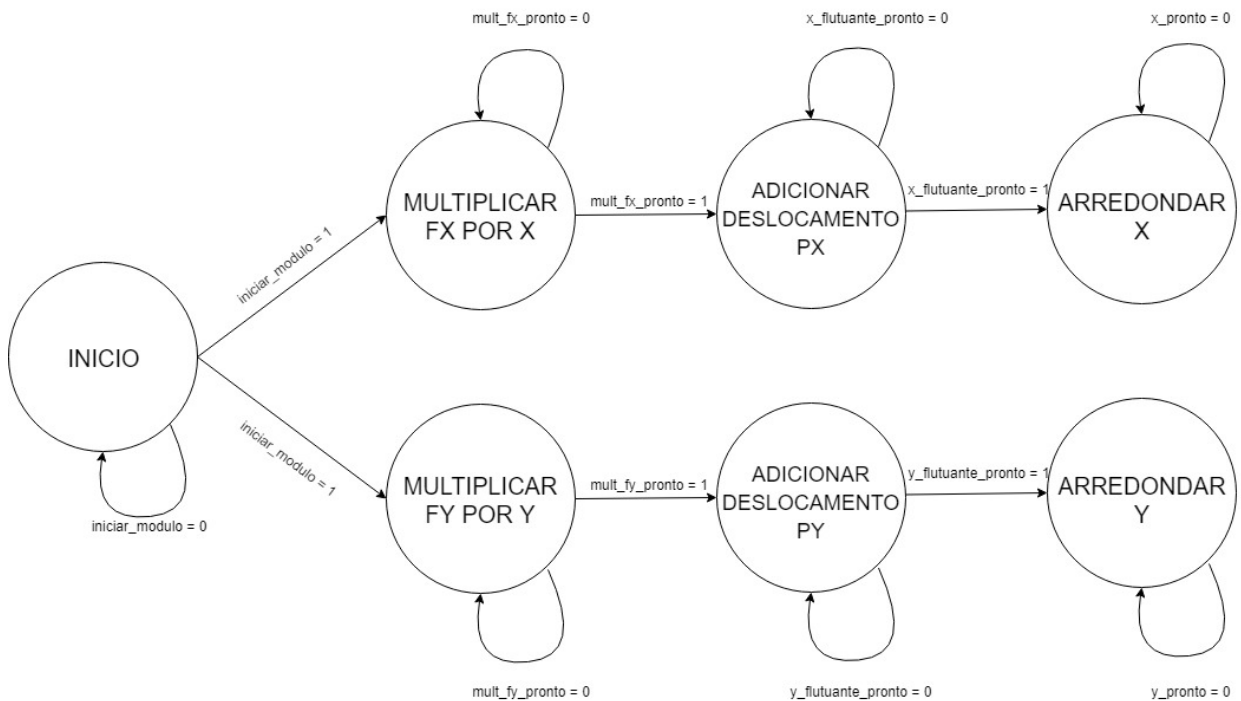 mult_fx_pronto = 0
x_flutuante_pronto = 0
x_pronto = 0
MULTIPLICAR
FX POR X
mult_fx_pronto = 1
ADICIONAR
DESLOCAMENTO
PX
x_flutuante_pronto = 1
ARREDONDAR
X
iniciar_modulo = 1
INICIO
iniciar_modulo = 0
iniciar_modulo = 1
MULTIPLICAR
FY POR Y
mult_fy_pronto = 1
ADICIONAR
DESLOCAMENTO
PY
y_flutuante_pronto = 1
ARREDONDAR
Y
mult_fy_pronto = 0
y_flutuante_pronto = 0
y_pronto = 0